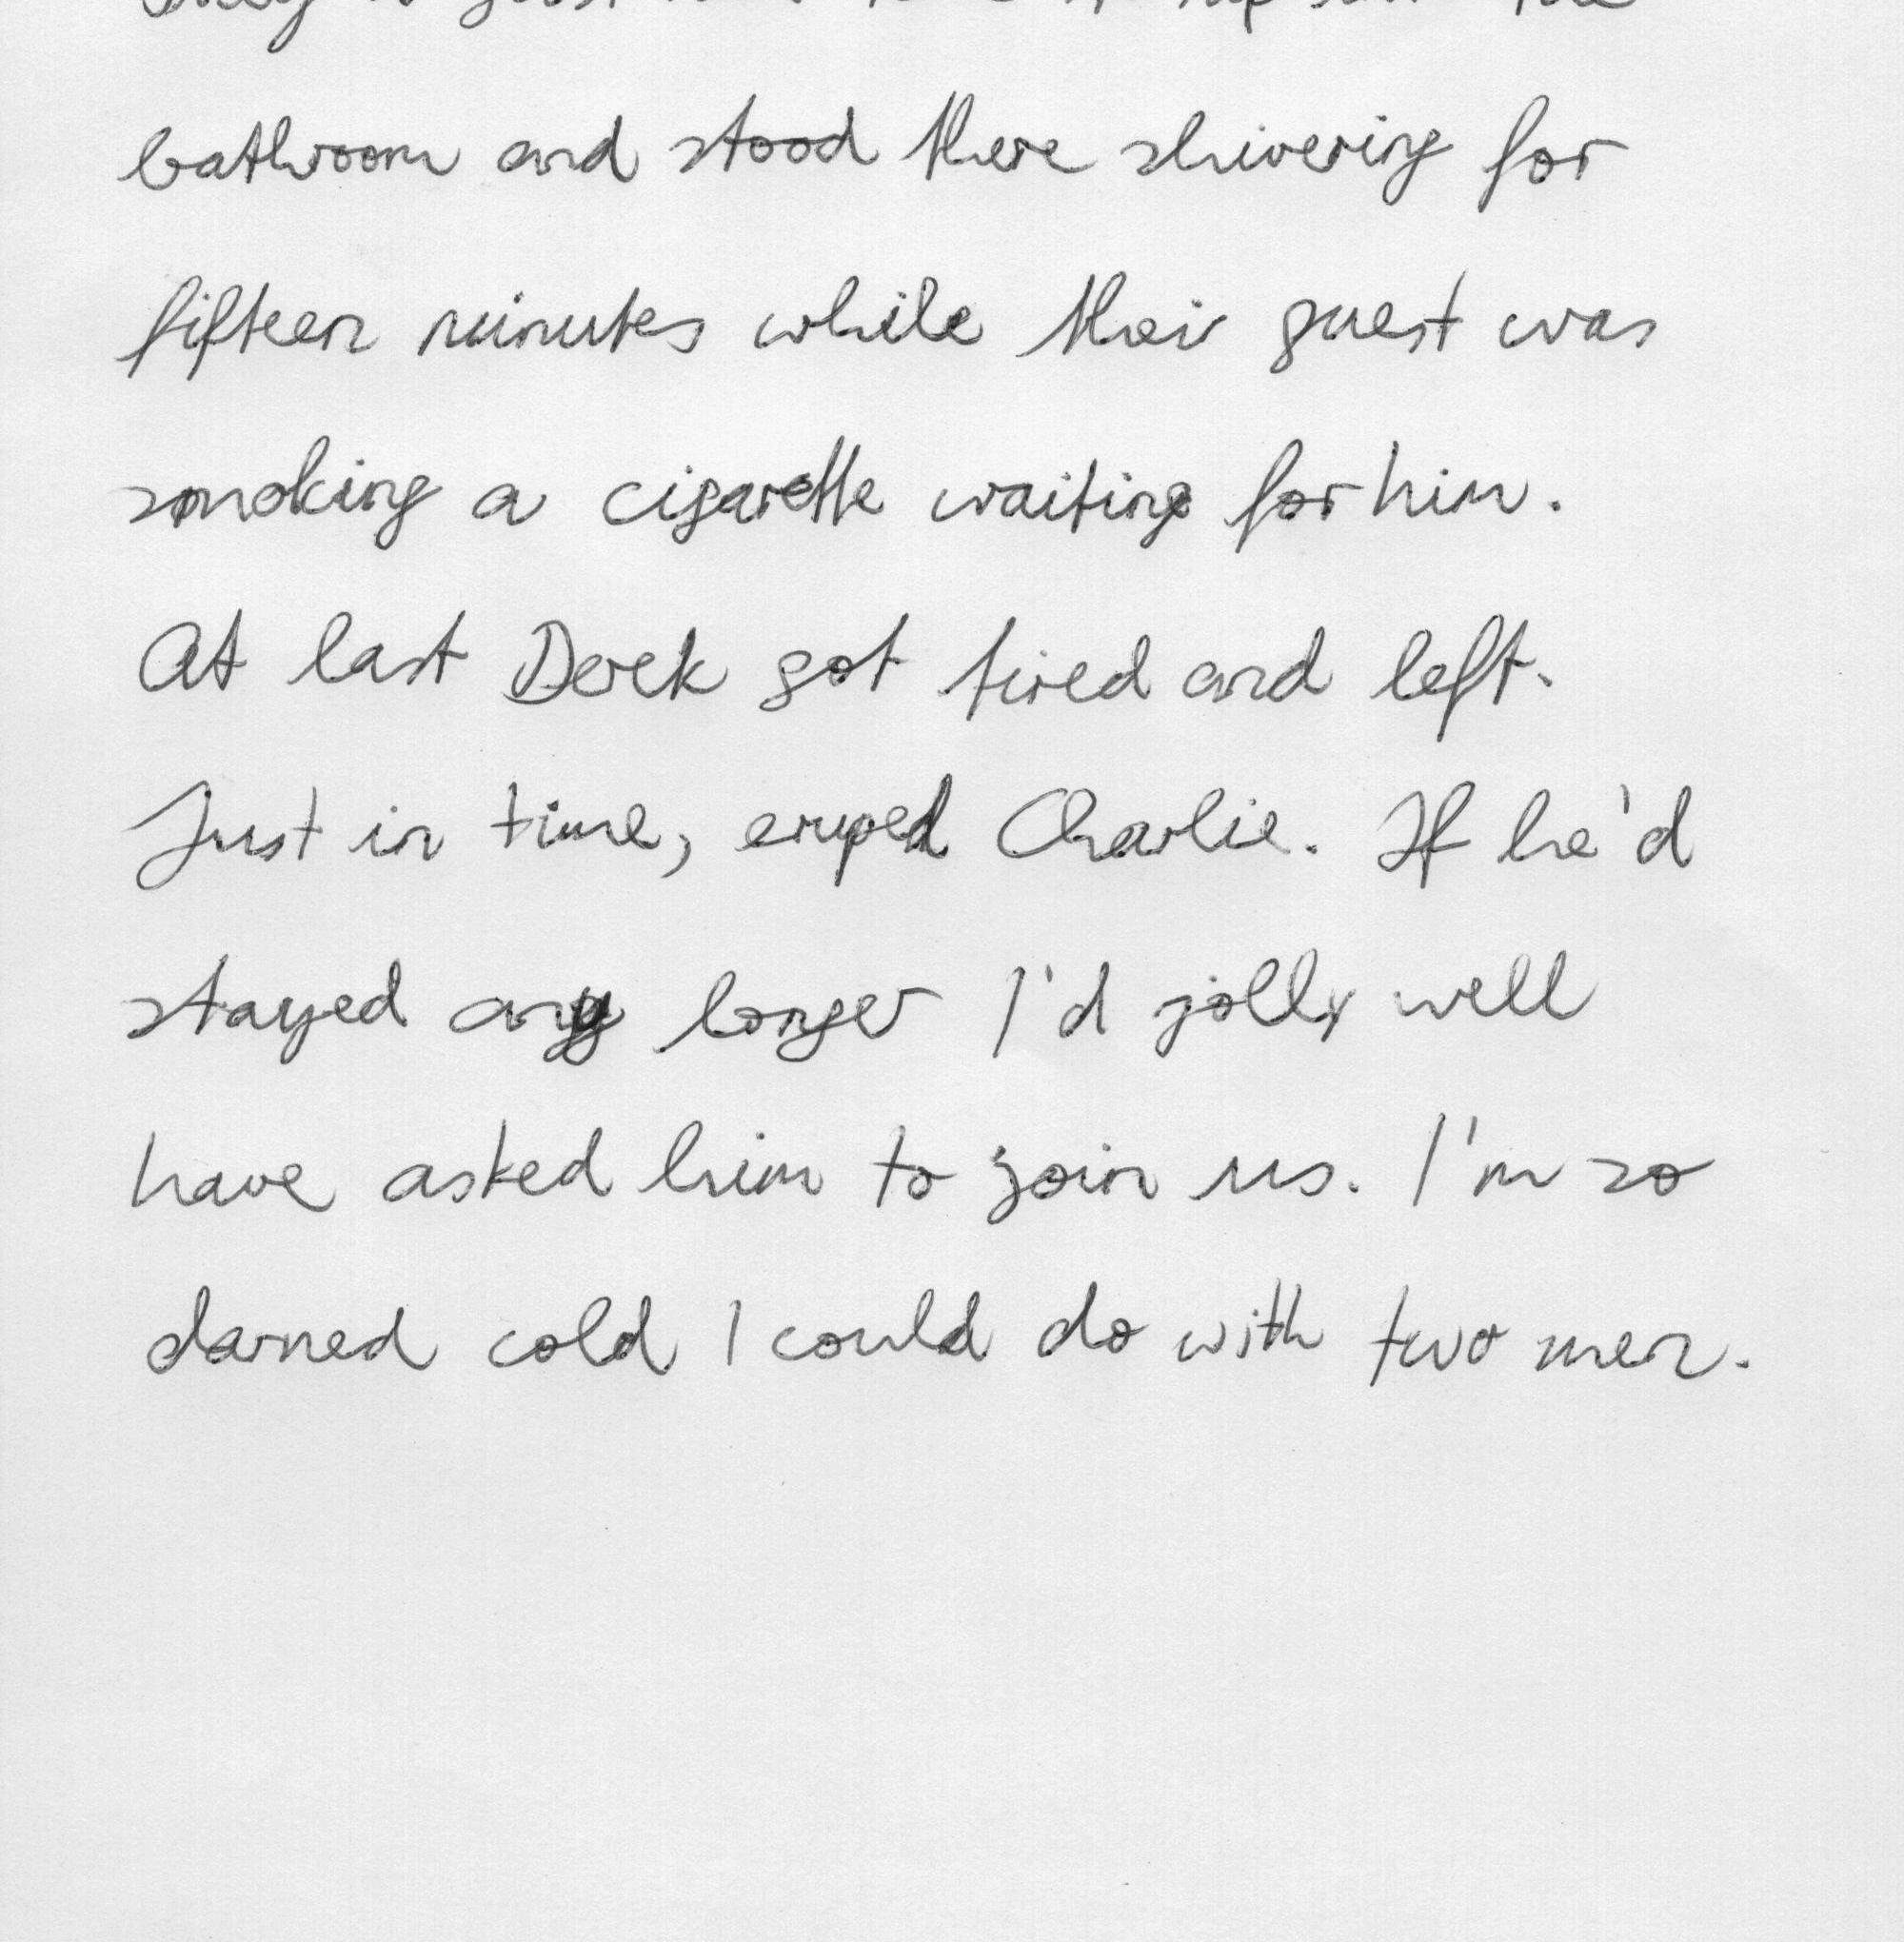 bathroom and stood there shivering for
fifteen minutes while their guest was
smoking a cigarette waiting for him.
At last Derek got tired and left.
Just in time, eruped Charlie. If he'd
stayed any longer I'd jolly well
have asked him to join us. I'm so
darned cold I could do with two men.